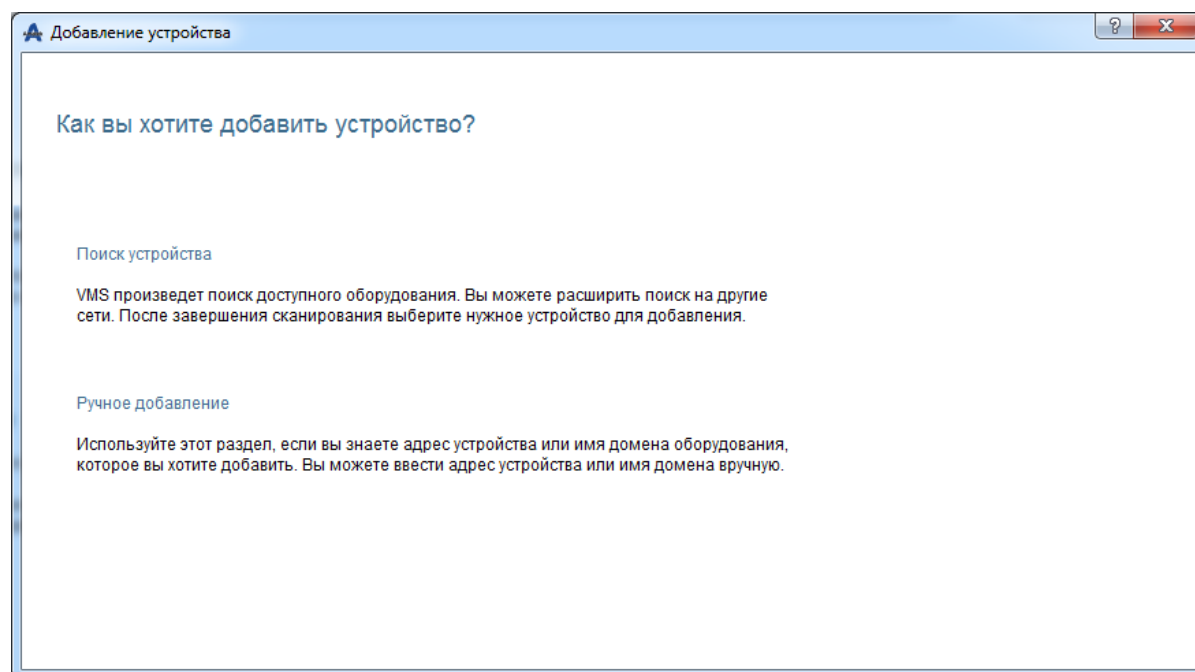 Добавление устройства
Как вы хотите добавить устройство?
Поиск устройства
VMS произведет поиск доступного оборудования. Вы можете расширить поиск на другие
сети. После завершения сканирования выберите нужное устройство для добавления.
Ручное добавление
Используйте этот раздел, если вы знаете адрес устройства или имя домена оборудования,
которое вы хотите добавить. Вы можете ввести адрес устройства или имя домена вручную.